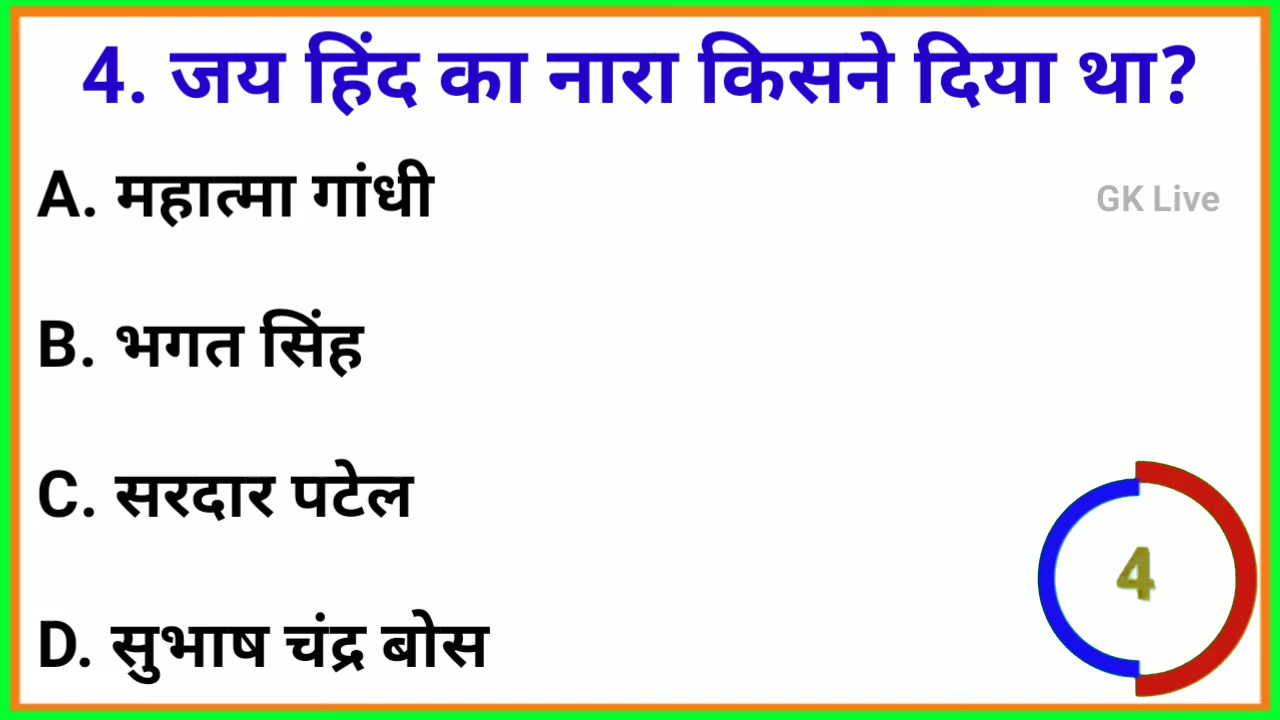 4. जय हिंद का नारा किसने दिया था?
A. महात्मा गांधी
GK Live
B. भगत सिंह
C. सरदार पटेल
4
D. सुभाष चंद्र बोस